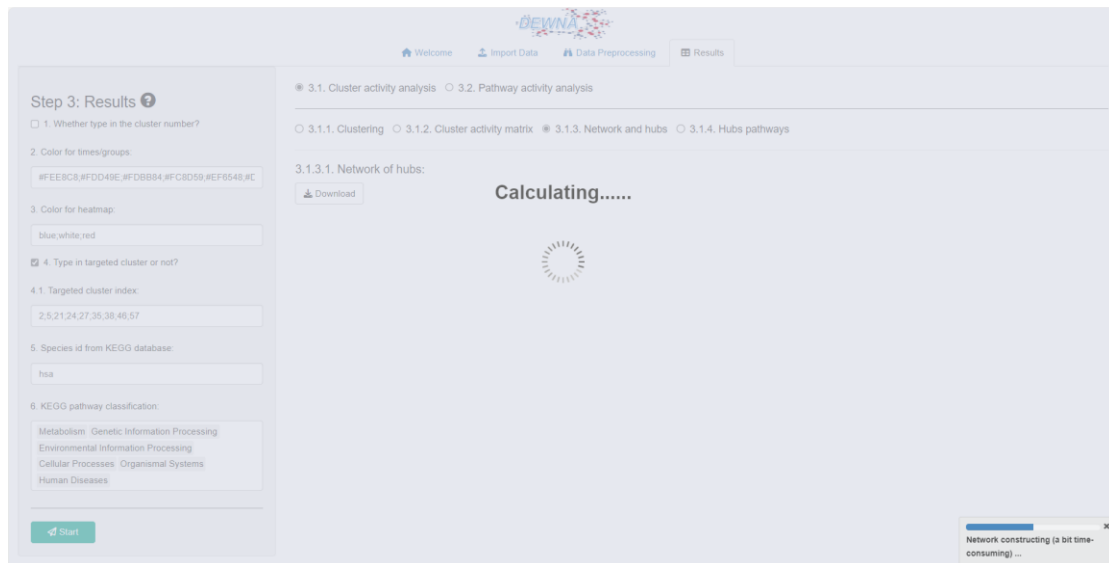 DEWNA
Welcome Import Data Data Preprocessing Results
Step 3: Results ?
1. Whether type in the cluster number?
2. Color for times/groups:
#FEE8C8;#FDD49E;#FDBB84;#FC8D59;#EF6548;#D
3. Color for heatmap:
blue;white;red
4. Type in targeted cluster or not?
4.1. Targeted cluster index:
2;5;21;24;27;35;38;46;57
5. Species id from KEGG database:
hsa
6. KEGG pathway classification:
Metabolism Genetic Information Processing
Environmental Information Processing
Cellular Processes Organismal Systems
Human Diseases
Start
3.1. Cluster activity analysis 3.2. Pathway activity analysis
3.1.1. Clustering 3.1.2. Cluster activity matrix 3.1.3. Network and hubs 3.1.4. Hubs pathways
3.1.3.1. Network of hubs:
Download
Calculating......
×
Network constructing (a bit time-
consuming) ...